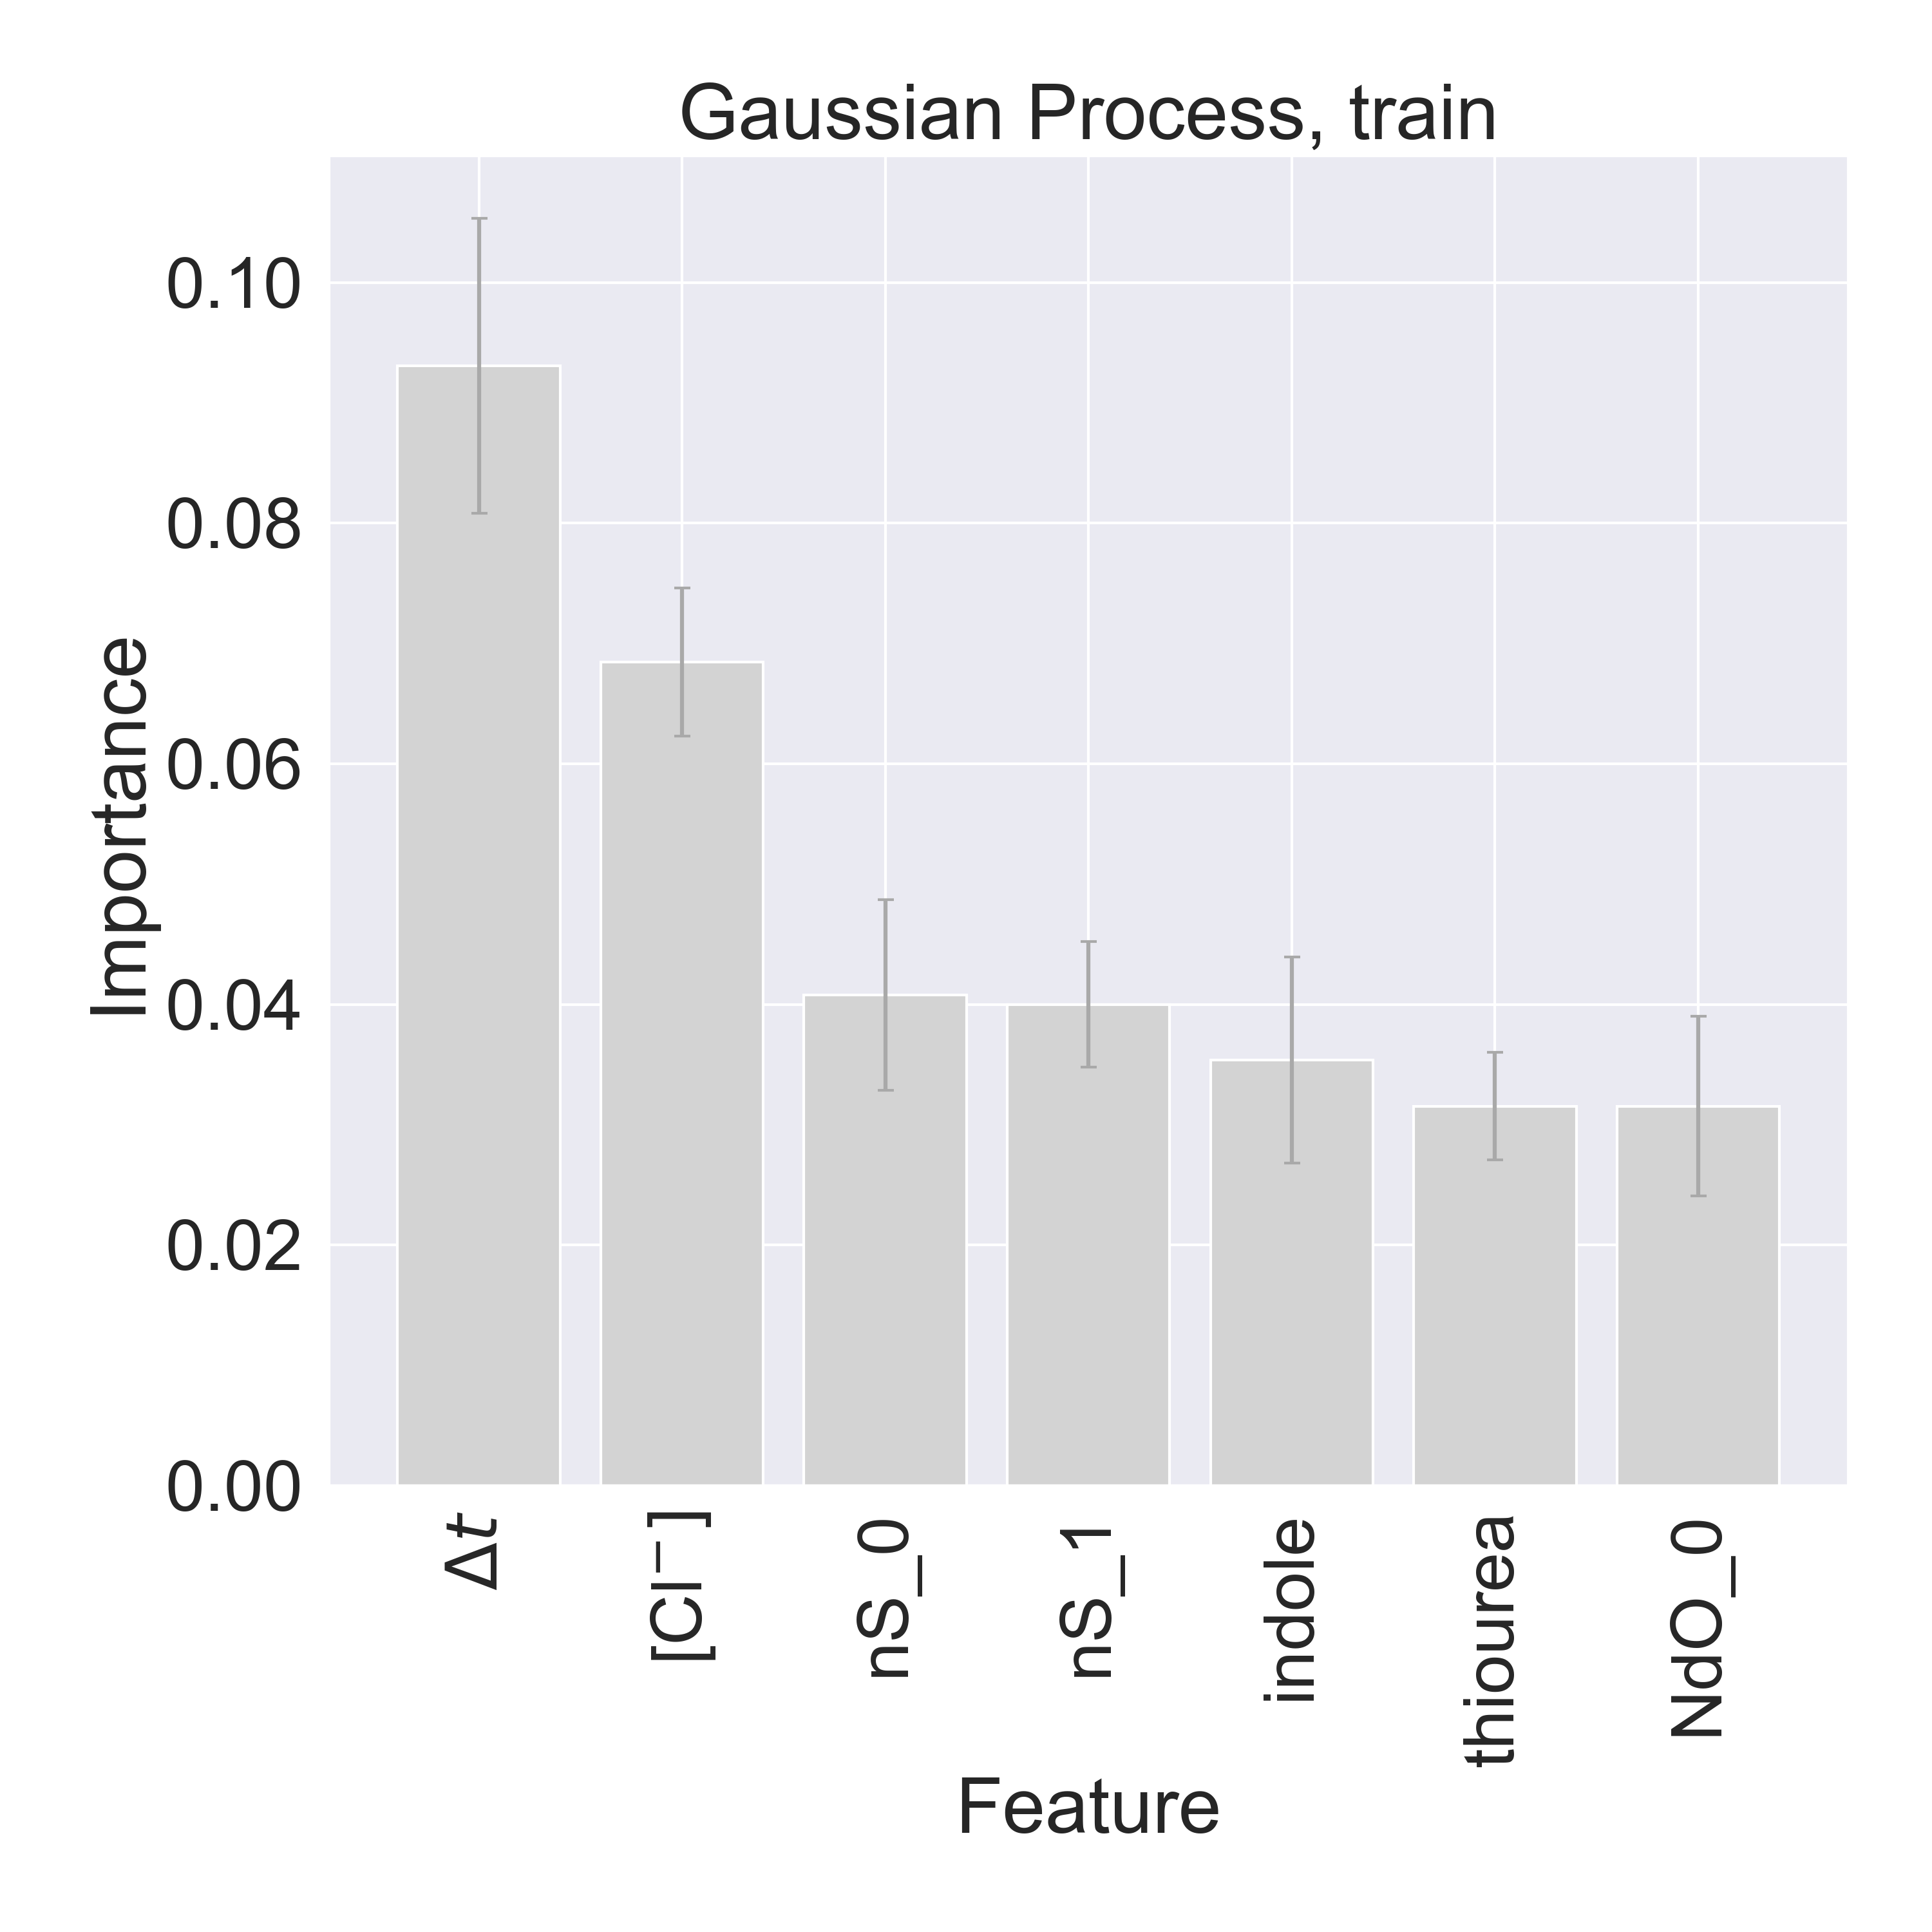 Gaussian Process, train
Importance
0.10
0.08
0.06
0.04
0.02
0.00
Δt
[Cl⁻]
nS_0
nS_1
indole
thiourea
NdO_0
Feature